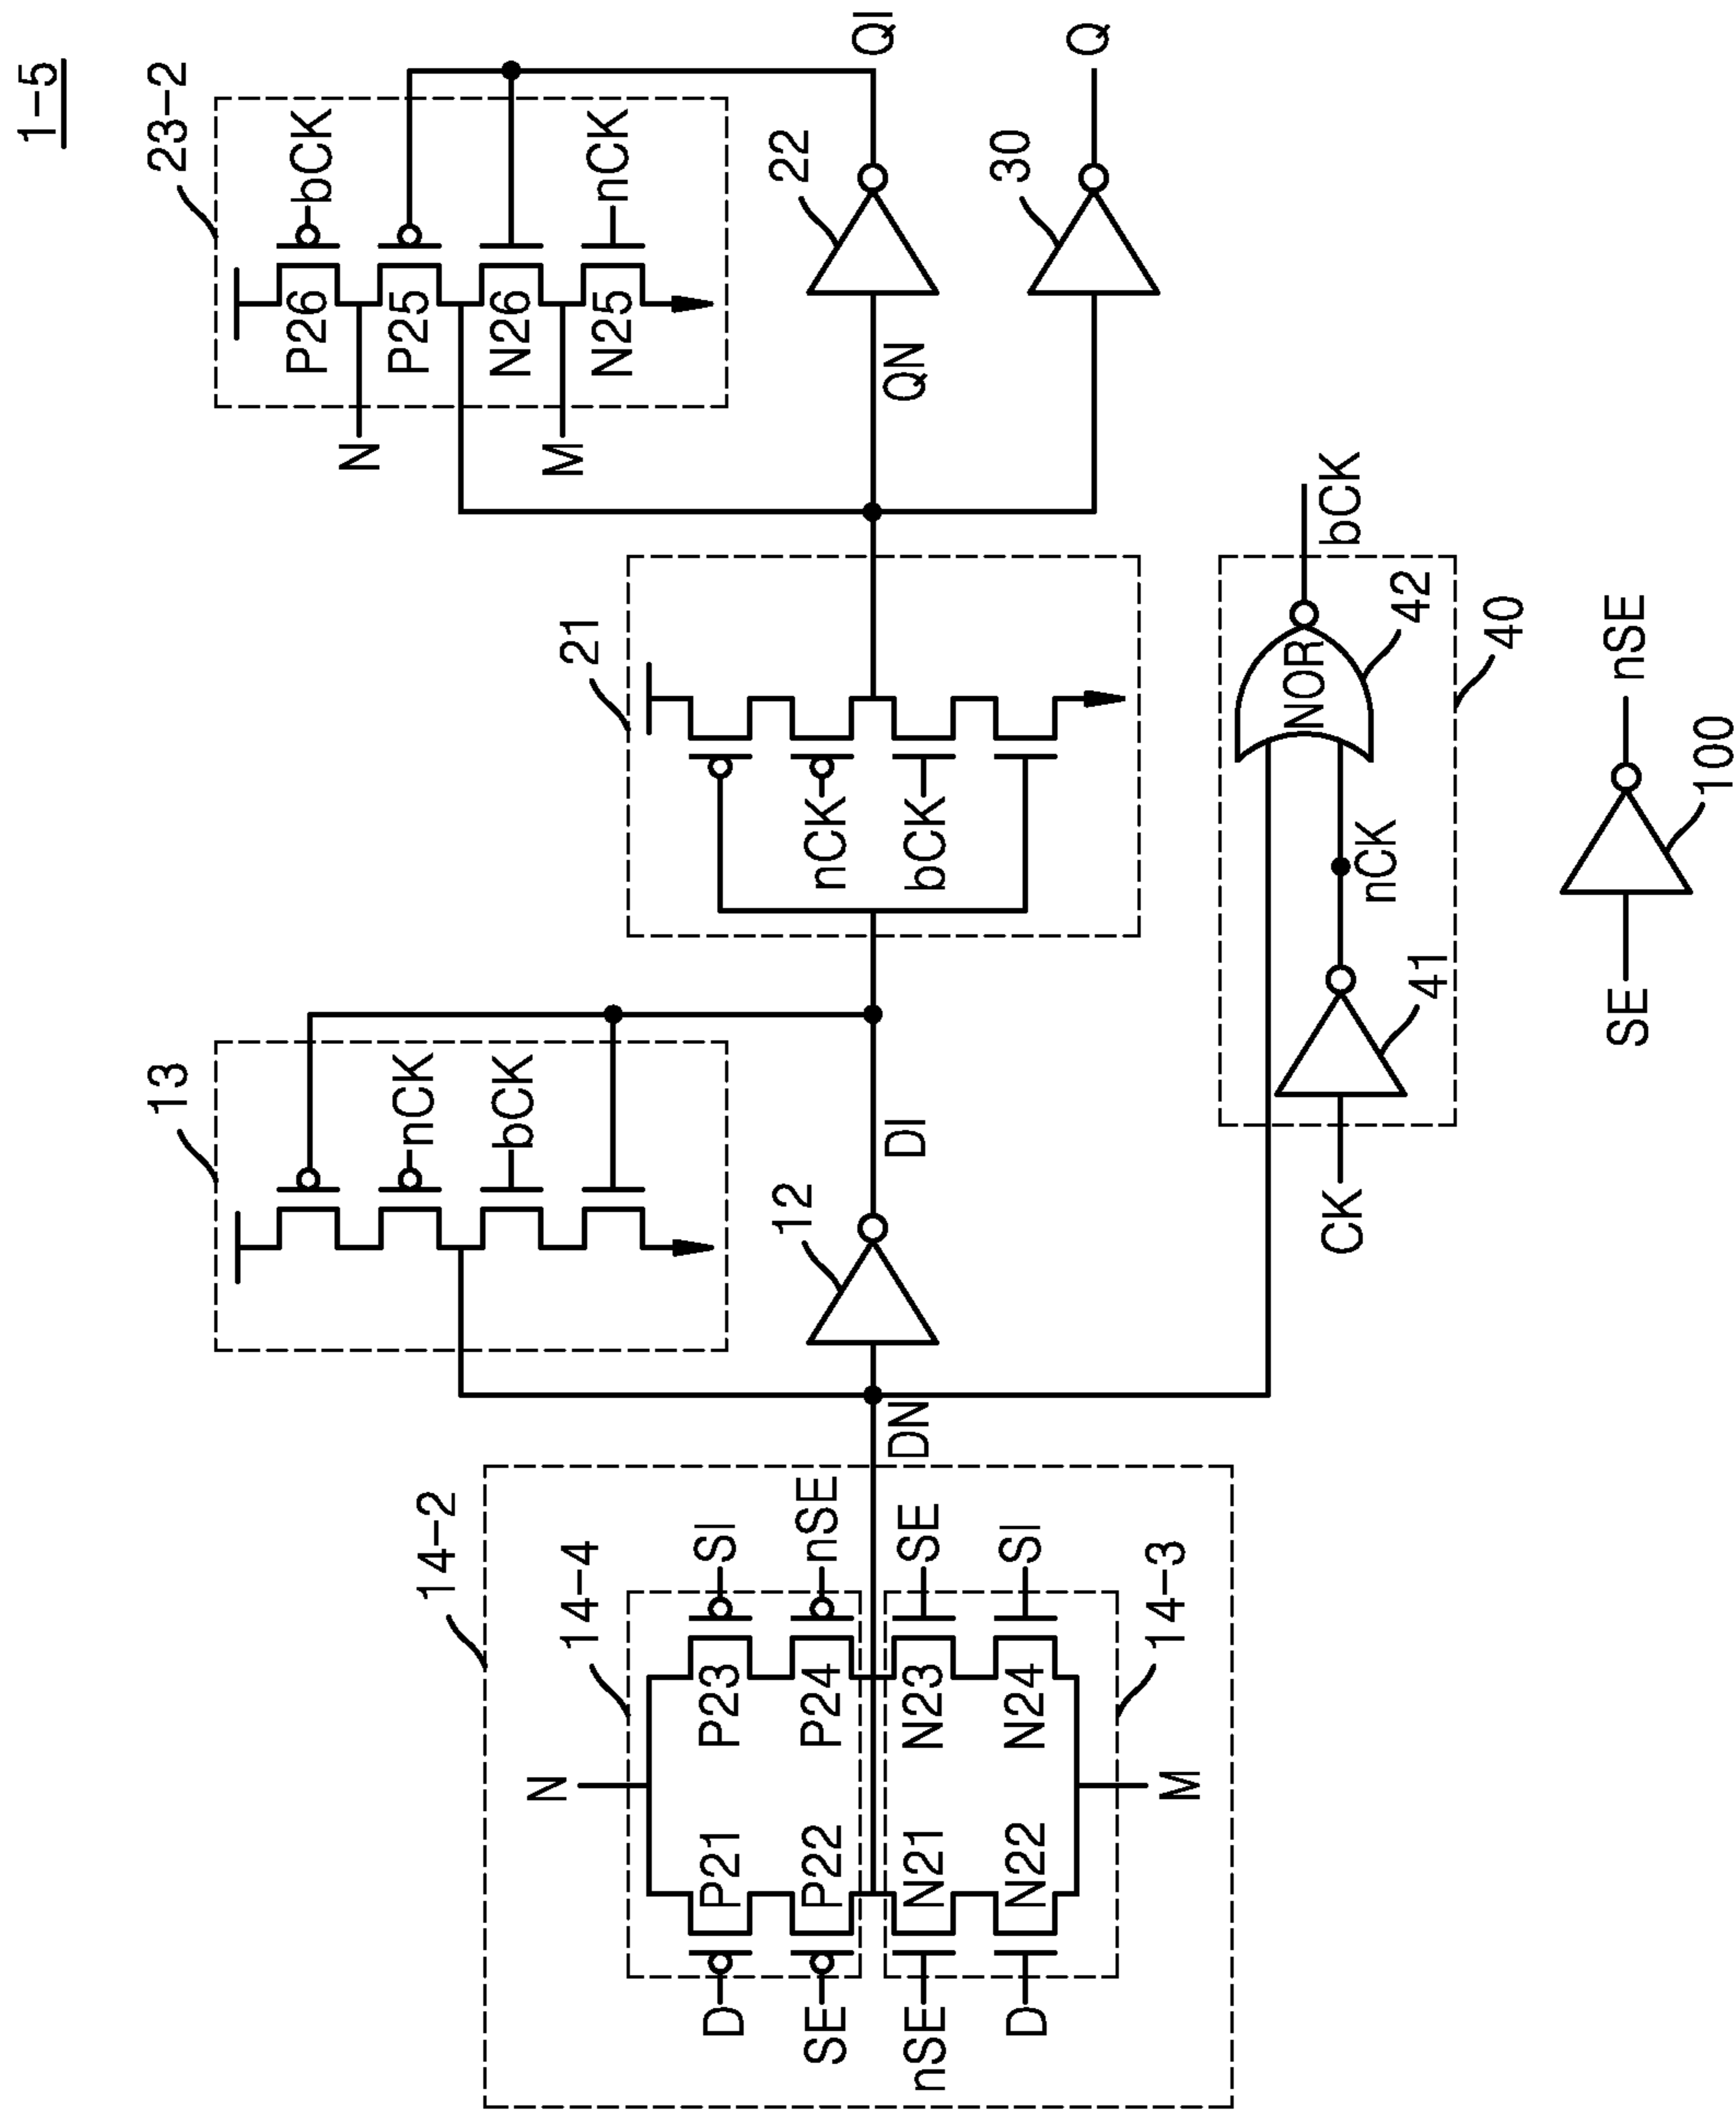 1-5
14-2
14-4
N
D
P21
P23
SI
SE
P22
P24
nSE
nSE
N21
N23
SE
D
N22
N24
SI
M
14-3
DN
13
nCK
bCK
12
DI
21
nCK
bCK
23-2
P26
bCK
N
P25
N26
M
N25
nCK
QN
22
QI
30
Q
CK
41
nCK
NOR
42
bCK
40
SE
nSE
100